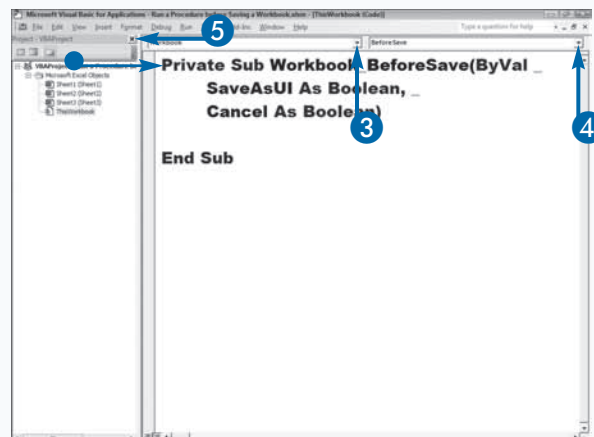 Microsoft Visual Basic for Applications - Run a Procedure before Saving a Workbook.xlsm - [ThisWorkbook (Code)]
File Edit View Insert Format Debug Run Add-Ins Window Help Type a question for help
Project - VBAProject 5
Workbook BeforeSave
3 4
VBAProject
Microsoft Excel Objects
Sheet1 (Sheet1)
Sheet2 (Sheet2)
Sheet3 (Sheet3)
ThisWorkbook
Private Sub Workbook_BeforeSave(ByVal _
SaveAsUI As Boolean, _
Cancel As Boolean)
End Sub